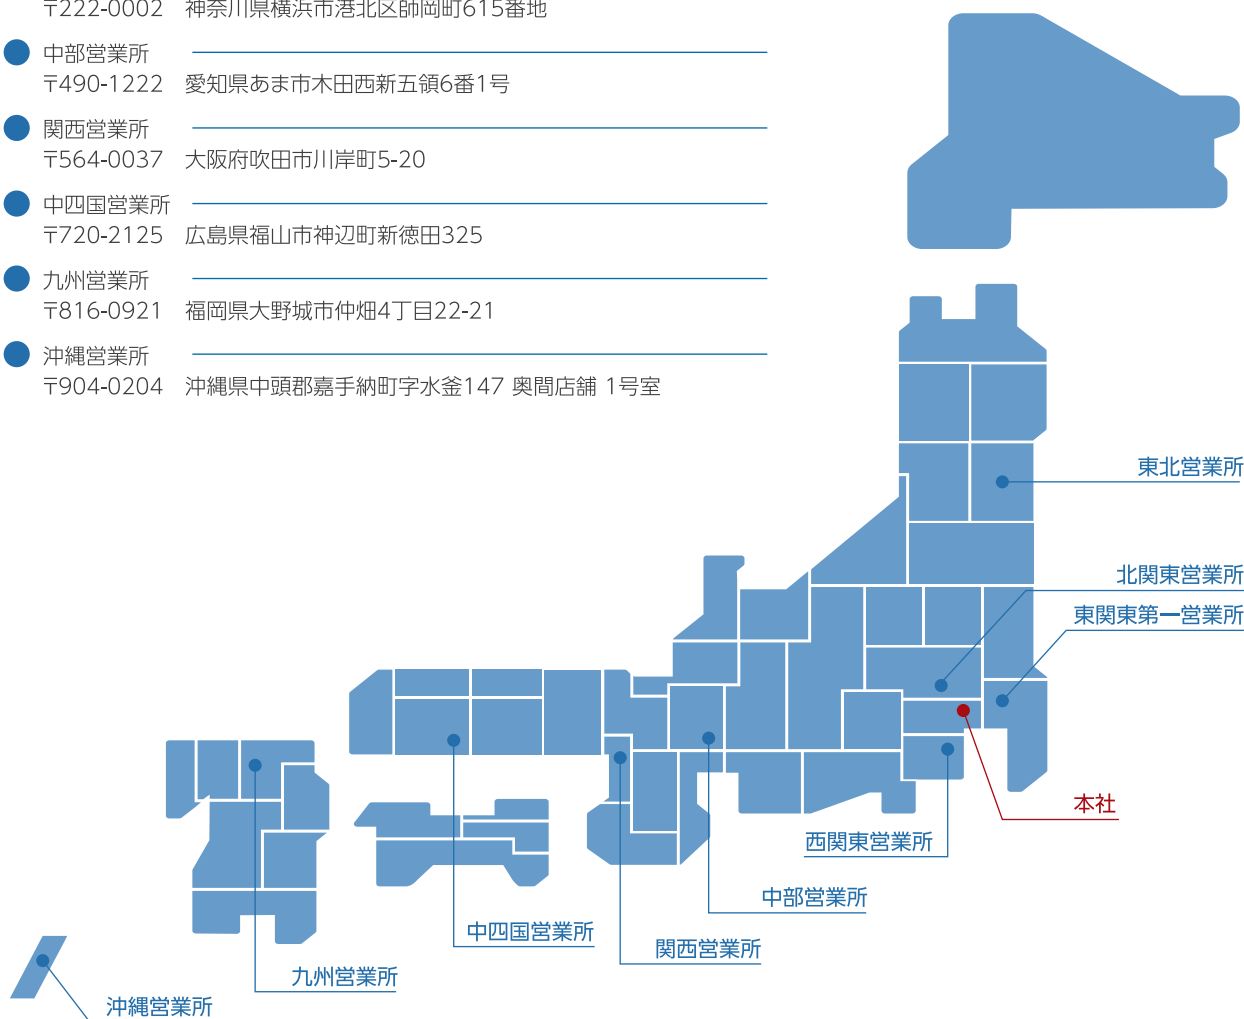 〒222-0002 神奈川県横浜市港北区師岡町615番地
中部営業所
〒490-1222 愛知県あま市木田西新五領6番1号
関西営業所
〒564-0037 大阪府吹田市川岸町5-20
中四国営業所
〒720-2125 広島県福山市神辺町新徳田325
九州営業所
〒816-0921 福岡県大野城市仲畑4丁目22-21
沖縄営業所
〒904-0204 沖縄県中頭郡嘉手納町字水釜147 奥間店舗 1号室
東北営業所
北関東営業所
東関東第一営業所
本社
西関東営業所
中部営業所
中四国営業所
関西営業所
九州営業所
沖縄営業所